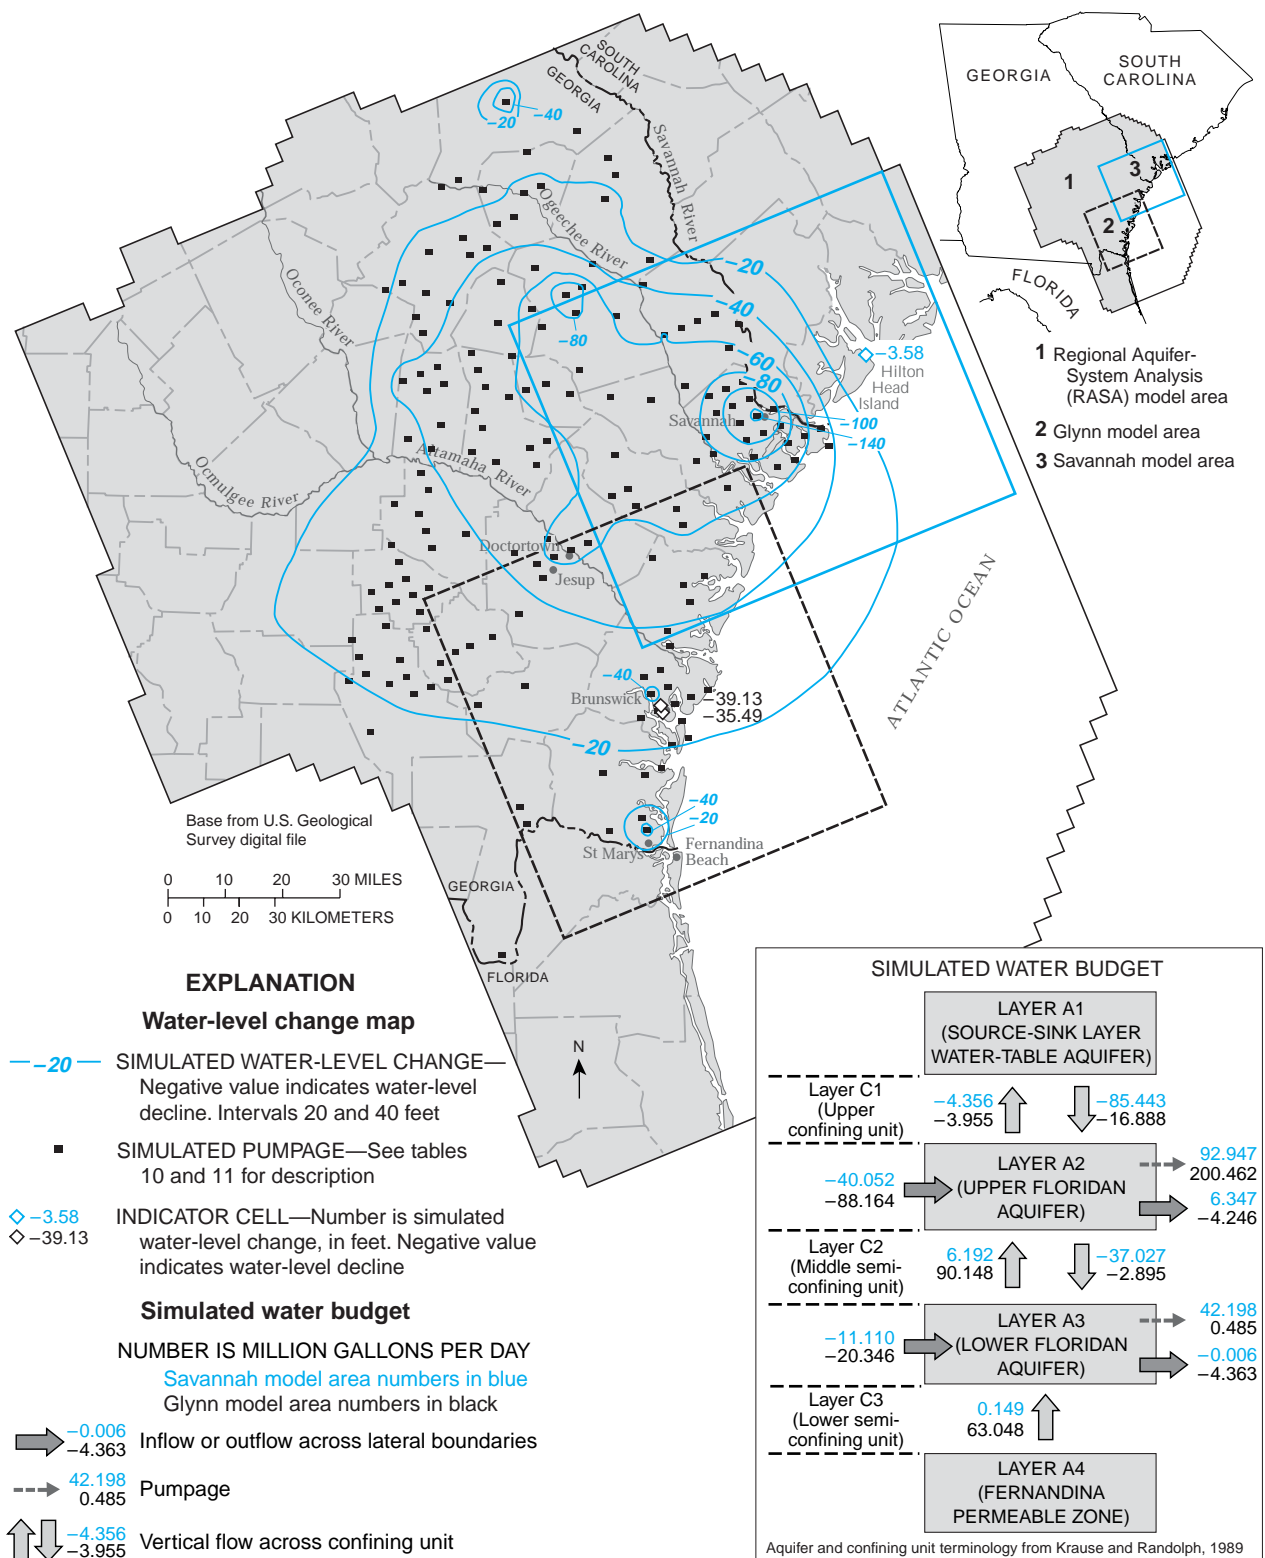 SOUTH
CAROLINA
GEORGIA
−40
−20
Savannah River
Ogeechee River
Oconee River
Ocmulgee River
Altamaha River
−20
−40
−60
−80
−80
−100
−140
−3.58
Hilton
Head
Island
Savannah
Doctortown
Jesup
−40
Brunswick
−39.13
−35.49
−20
−40
−20
St Marys
Fernandina
Beach
ATLANTIC OCEAN
GEORGIA
FLORIDA
GEORGIA
SOUTH
CAROLINA
FLORIDA
1
2
3
1 Regional Aquifer-
System Analysis
(RASA) model area
2 Glynn model area
3 Savannah model area
Base from U.S. Geological
Survey digital file
0 10 20 30 MILES
0 10 20 30 KILOMETERS
N
EXPLANATION
Water-level change map
−20 SIMULATED WATER-LEVEL CHANGE—
Negative value indicates water-level
decline. Intervals 20 and 40 feet
SIMULATED PUMPAGE—See tables
10 and 11 for description
−3.58 INDICATOR CELL—Number is simulated
−39.13 water-level change, in feet. Negative value
indicates water-level decline
Simulated water budget
NUMBER IS MILLION GALLONS PER DAY
Savannah model area numbers in blue
Glynn model area numbers in black
−0.006
−4.363
Inflow or outflow across lateral boundaries
42.198
0.485
Pumpage
−4.356
−3.955
Vertical flow across confining unit
SIMULATED WATER BUDGET
LAYER A1
(SOURCE-SINK LAYER
WATER-TABLE AQUIFER)
Layer C1
(Upper
confining unit)
−4.356
−3.955
−85.443
−16.888
−40.052
−88.164
LAYER A2
(UPPER FLORIDAN
AQUIFER)
92.947
200.462
6.347
−4.246
Layer C2
(Middle semi-
confining unit)
6.192
90.148
−37.027
−2.895
−11.110
−20.346
LAYER A3
(LOWER FLORIDAN
AQUIFER)
42.198
0.485
−0.006
−4.363
Layer C3
(Lower semi-
confining unit)
0.149
63.048
LAYER A4
(FERNANDINA
PERMEABLE ZONE)
Aquifer and confining unit terminology from Krause and Randolph, 1989